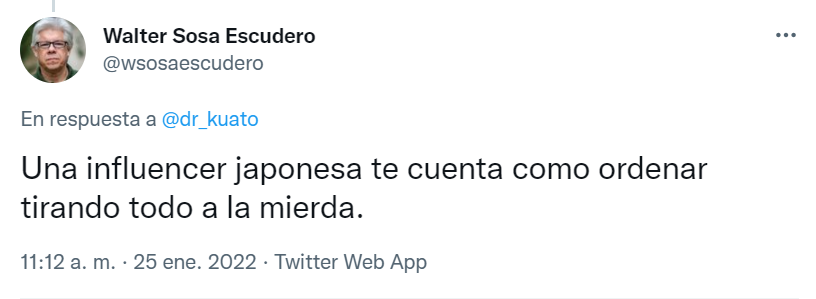 Walter Sosa Escudero
@wsosaescudero
En respuesta a @dr_kuato
Una influencer japonesa te cuenta como ordenar
tirando todo a la mierda.
11:12 a. m. · 25 ene. 2022 · Twitter Web App